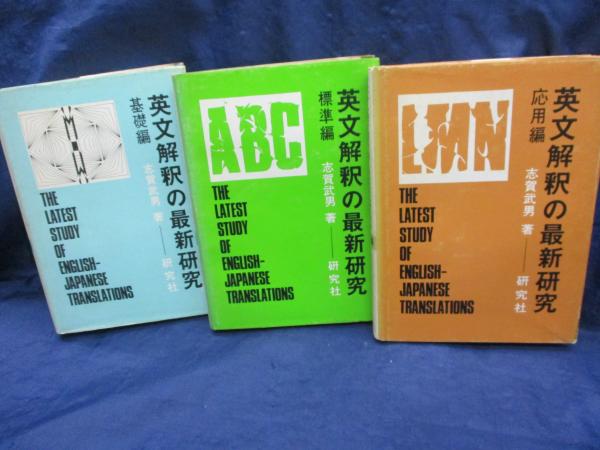 英文解釈の最新研究
基礎編
志賀武男 著
研究社
THE
LATEST
STUDY
OF
ENGLISH-
JAPANESE
TRANSLATIONS
英文解釈の最新研究
標準編
志賀武男 著
研究社
ABC
THE
LATEST
STUDY
OF
ENGLISH-
JAPANESE
TRANSLATIONS
英文解釈の最新研究
応用編
志賀武男 著
研究社
LMN
THE
LATEST
STUDY
OF
ENGLISH-
JAPANESE
TRANSLATIONS